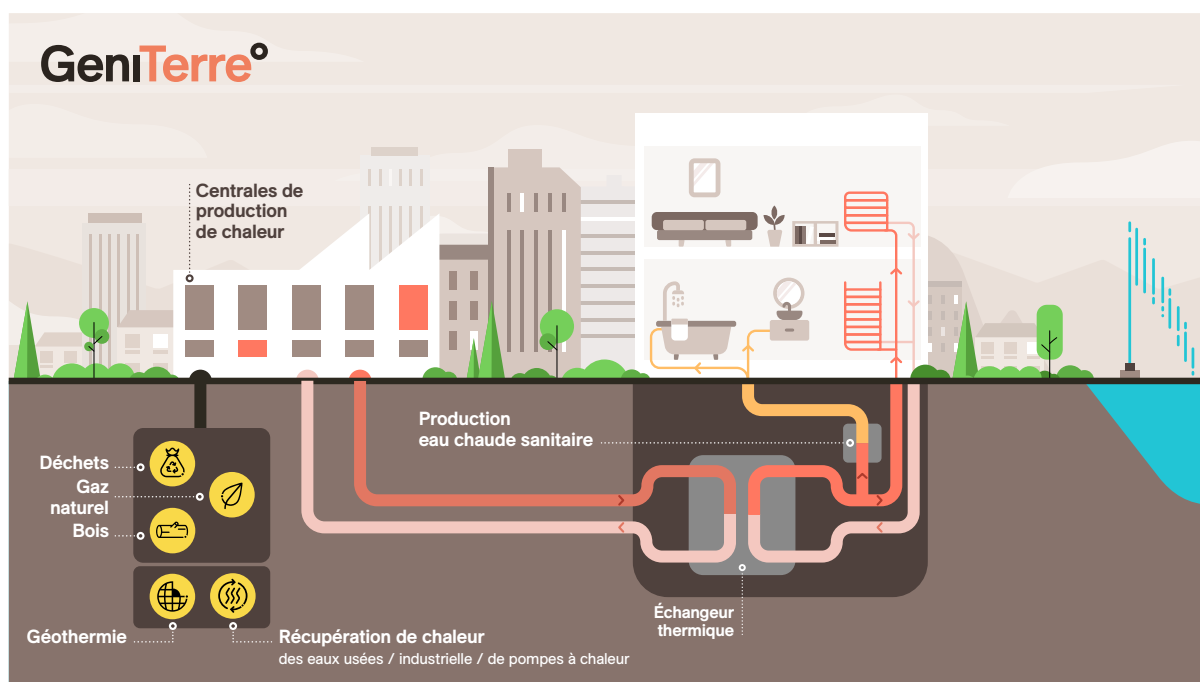 GeniTerre°
Centrales de
production
de chaleur
Production
eau chaude sanitaire
Déchets
Gaz
naturel
Bois
Échangeur
thermique
Géothermie
Récupération de chaleur
des eaux usées / industrielle / de pompes à chaleur